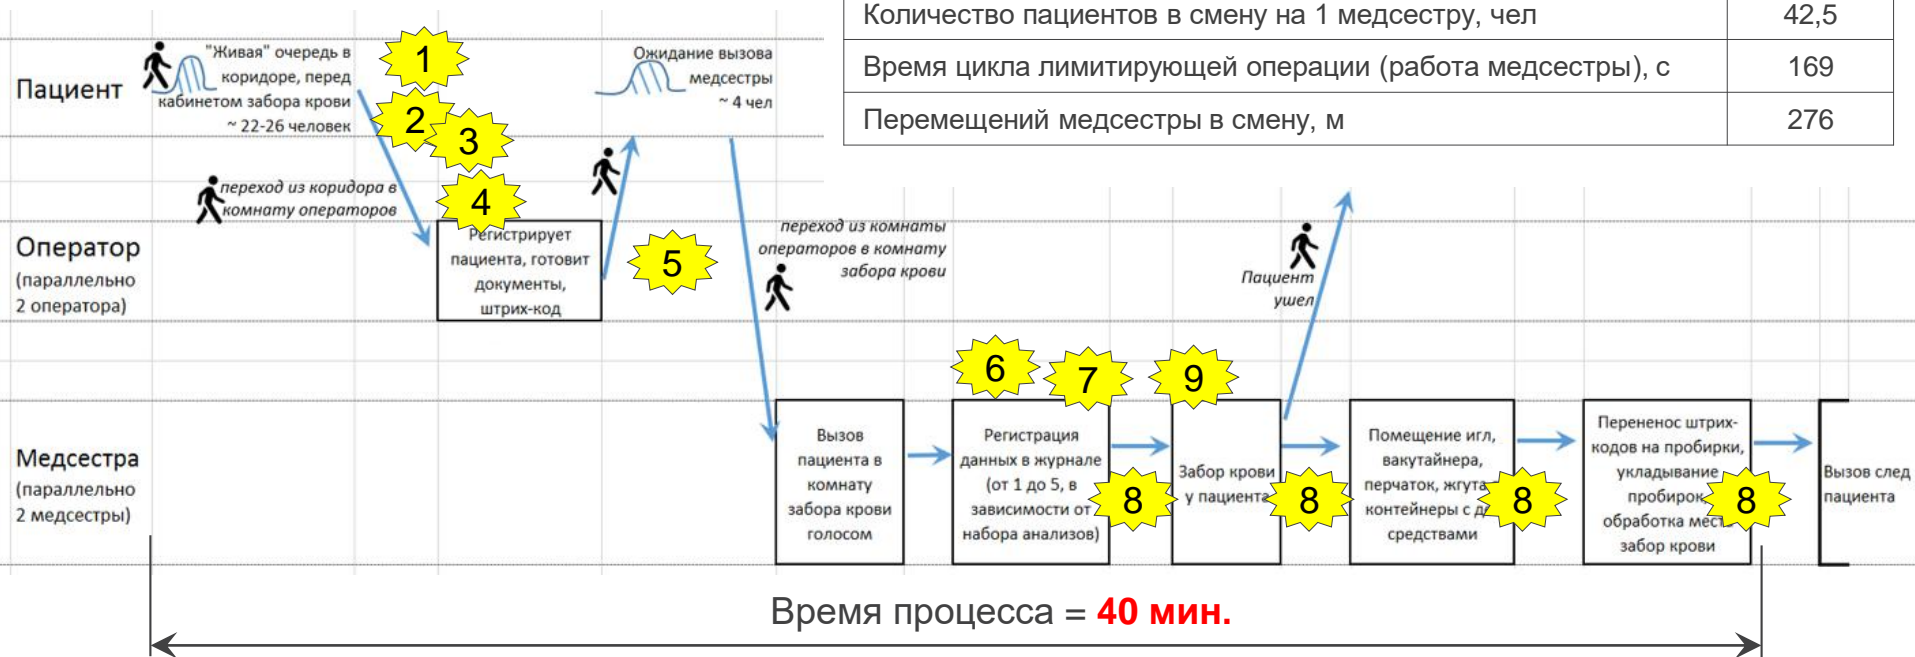 Количество пациентов в смену на 1 медсестру, чел 42,5
Время цикла лимитирующей операции (работа медсестры), с 169
Перемещений медсестры в смену, м 276
Пациент
"Живая" очередь в
коридоре, перед
кабинетом забора крови
~ 22-26 человек
1
2
3
4
Ожидание вызова
медсестры
~ 4 чел
переход из коридора в
комнату операторов
Оператор
(параллельно
2 оператора)
Регистрирует
пациента, готовит
документы,
штрих-код
5
переход из комнаты
операторов в комнату
забора крови
Пациент
ушел
6
7
9
Медсестра
(параллельно
2 медсестры)
Вызов
пациента в
комнату
забора крови
голосом
Регистрация
данных в журнале
(от 1 до 5, в
зависимости от
набора анализов)
8
Забор крови
у пациента
8
Помещение игл,
вакутайнера,
перчаток, жгута
контейнеры с
средствами
8
Перененос штрих-
кодов на пробирки,
укладывание
пробирок
обработка
забор крови
8
Вызов след
пациента
Время процесса = 40 мин.